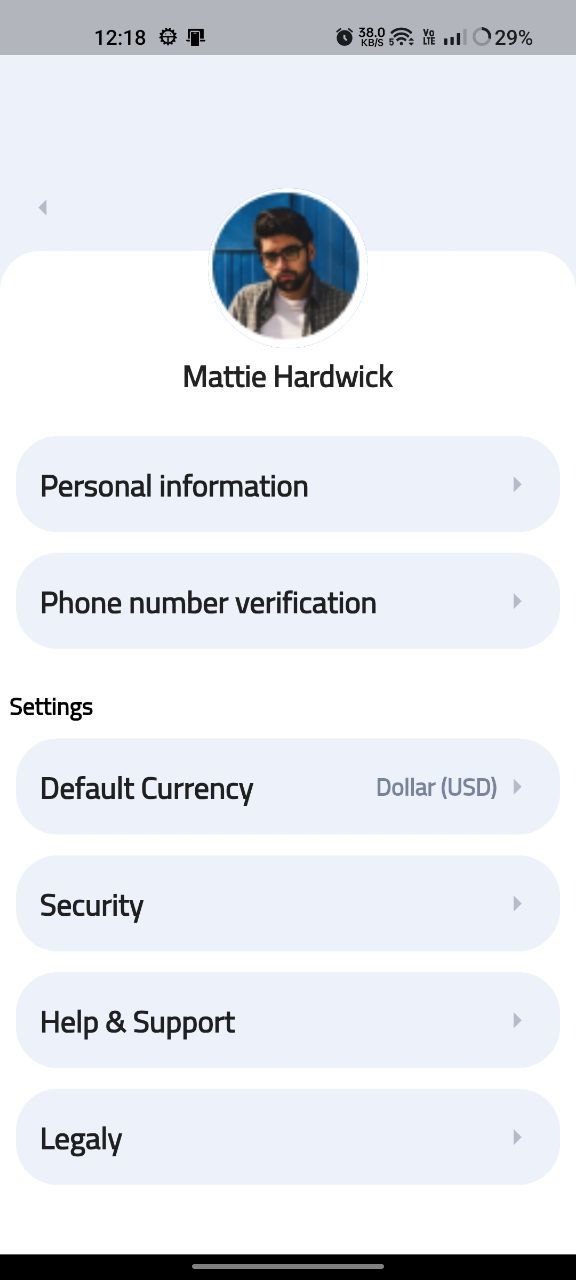 12:18
38.0 KB/S 5 Vo LTE 29%
Mattie Hardwick
Personal information
Phone number verification
Settings
Default Currency Dollar (USD)
Security
Help & Support
Legaly